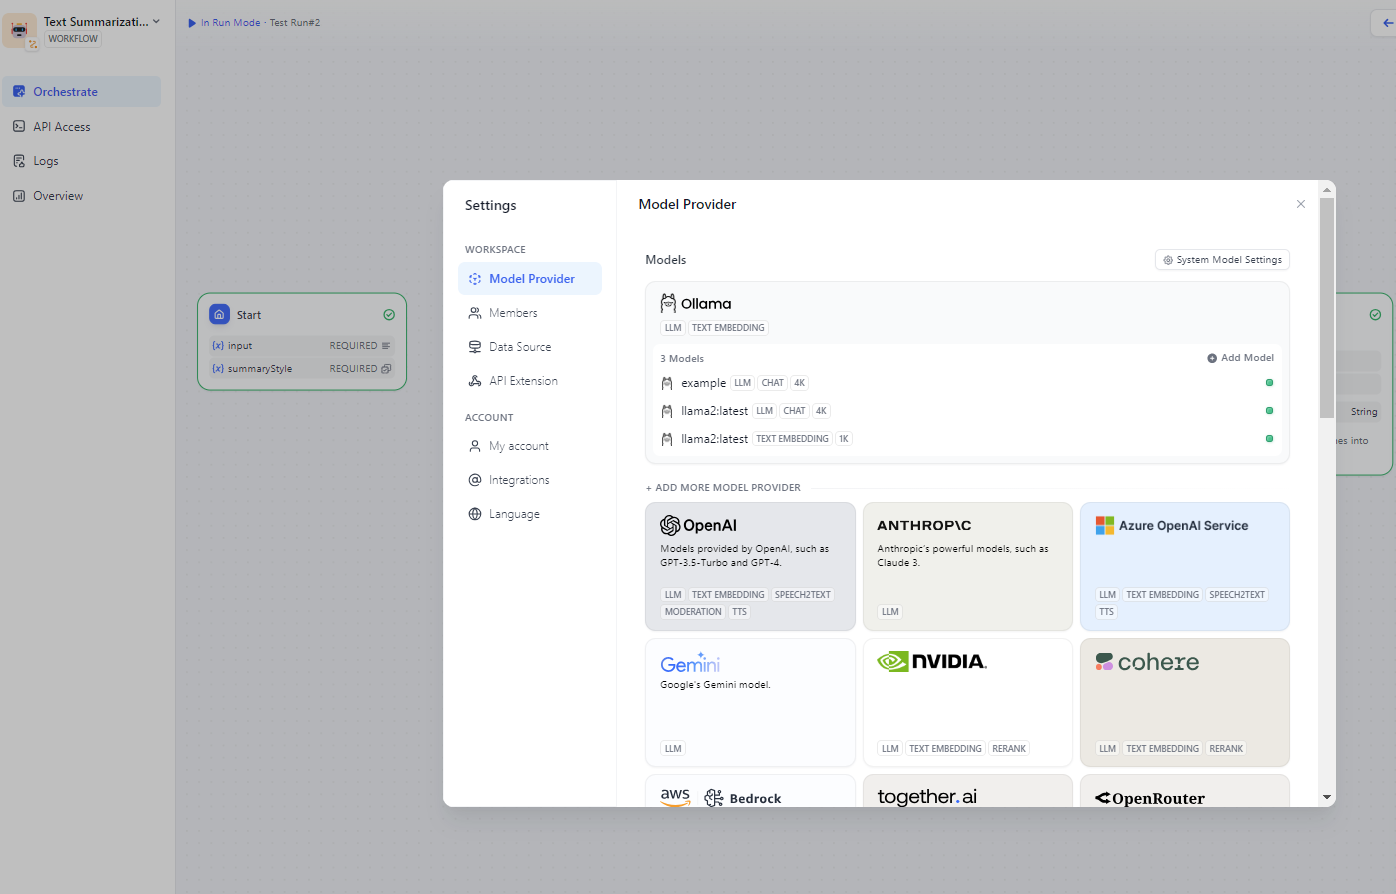 Text Summarizati...
WORKFLOW
In Run Mode · Test Run#2
Orchestrate
API Access
Logs
Overview
Start
(x) input REQUIRED
(x) summaryStyle REQUIRED
Settings
WORKSPACE
Model Provider
Members
Data Source
API Extension
ACCOUNT
My account
Integrations
Language
Model Provider
Models
System Model Settings
Ollama
LLM TEXT EMBEDDING
3 Models
Add Model
example LLM CHAT 4K
llama2:latest LLM CHAT 4K
llama2:latest TEXT EMBEDDING 1K
+ ADD MORE MODEL PROVIDER
OpenAI
Models provided by OpenAI, such as
GPT-3.5-Turbo and GPT-4.
LLM TEXT EMBEDDING SPEECH2TEXT
MODERATION TTS
ANTHROP\C
Anthropic's powerful models, such as
Claude 3.
LLM
Azure OpenAI Service
LLM TEXT EMBEDDING SPEECH2TEXT
TTS
Gemini
Google's Gemini model.
LLM
NVIDIA.
LLM TEXT EMBEDDING RERANK
cohere
LLM TEXT EMBEDDING RERANK
aws Bedrock
together.ai
OpenRouter
String
into